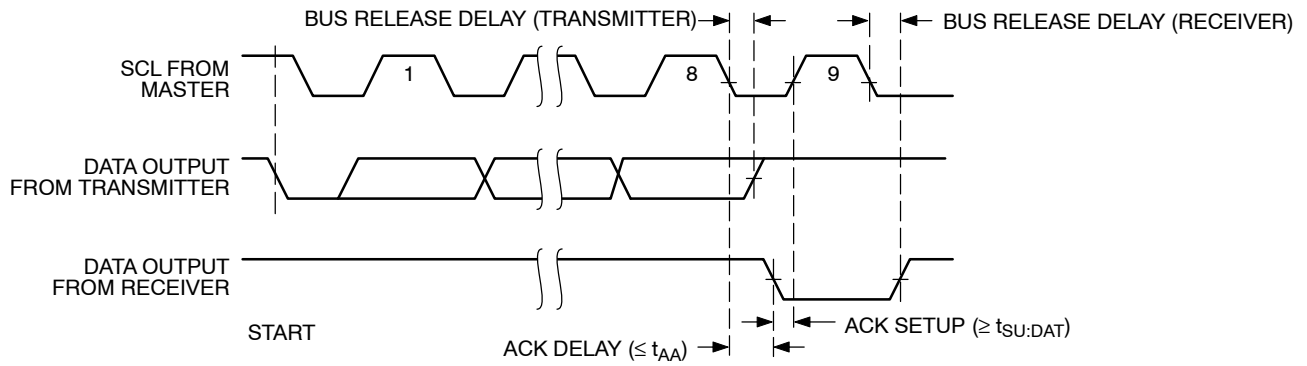 BUS RELEASE DELAY (TRANSMITTER)
BUS RELEASE DELAY (RECEIVER)
SCL FROM
MASTER
1
8
9
DATA OUTPUT
FROM TRANSMITTER
DATA OUTPUT
FROM RECEIVER
START
ACK SETUP (≥ tSU:DAT)
ACK DELAY (≤ tAA)